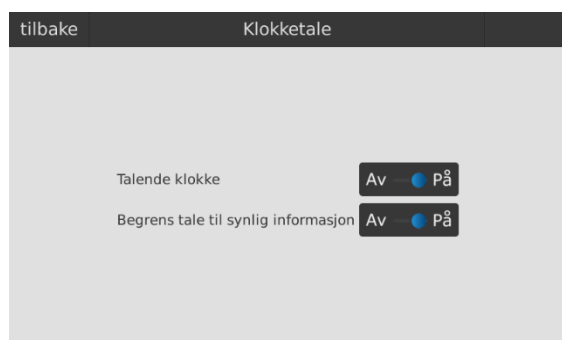 tilbake Klokketale
Talende klokke Av På
Begrens tale til synlig informasjon Av På